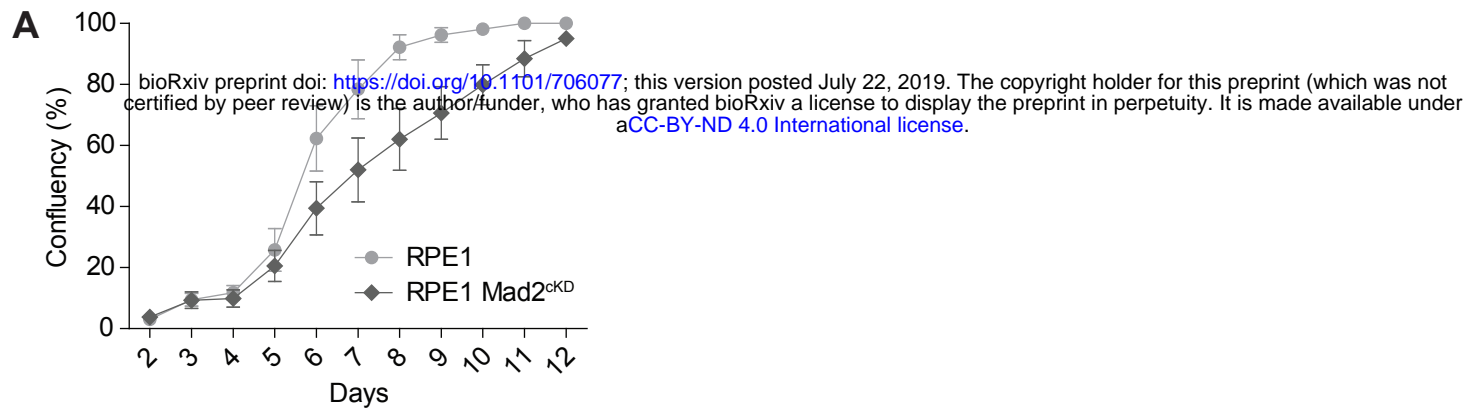 A
100
80
60
40
20
0
Confluency (%)
bioRxiv preprint doi: https://doi.org/10.1101/706077; this version posted July 22, 2019. The copyright holder for this preprint (which was not
certified by peer review) is the author/funder, who has granted bioRxiv a license to display the preprint in perpetuity. It is made available under
aCC-BY-ND 4.0 International license.
RPE1
RPE1 Mad2cKD
2 3 4 5 6 7 8 9 10 11 12
Days